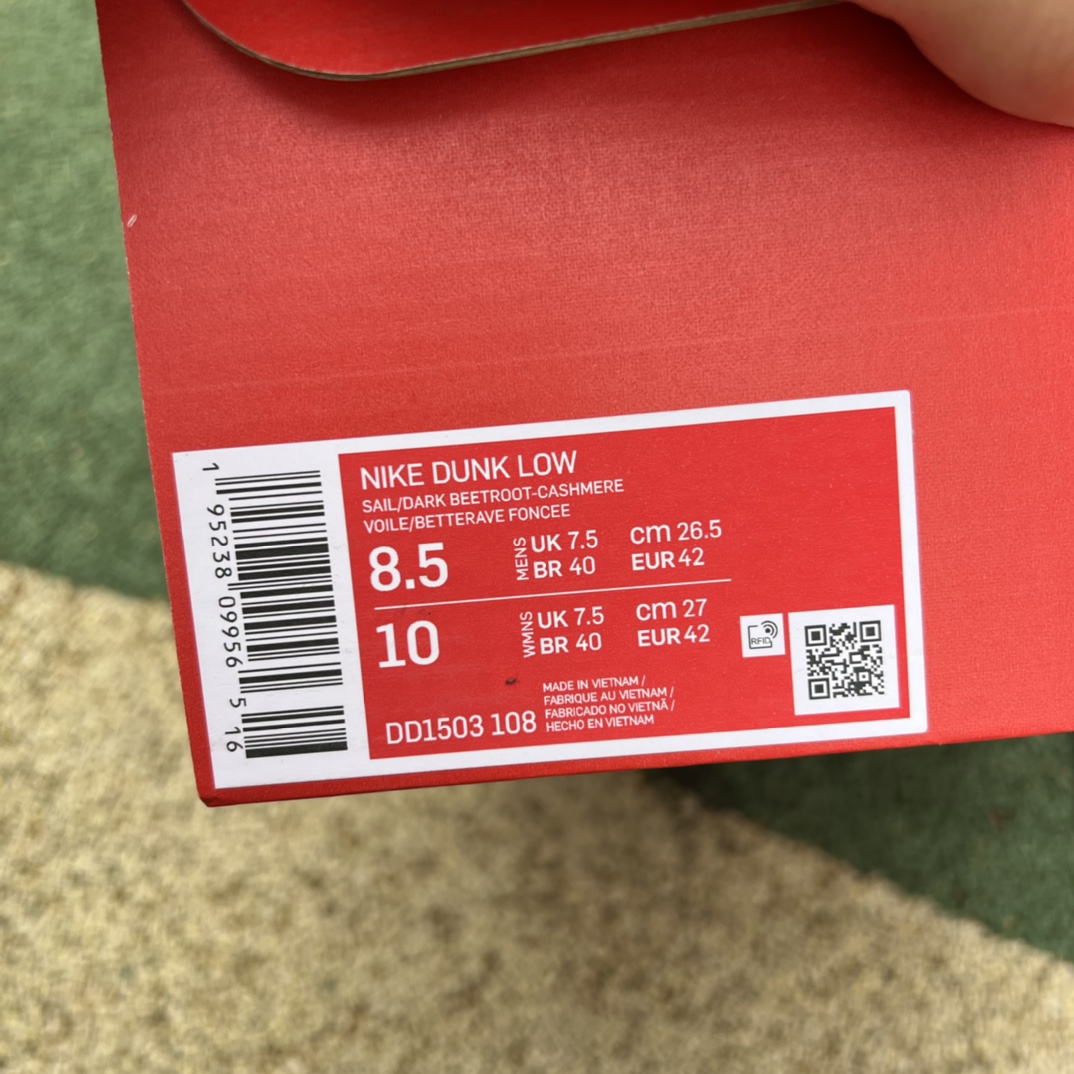 NIKE DUNK LOW
SAIL/DARK BEETROOT-CASHMERE
VOILE/BETTERAVE FONCEE
8.5
MENS
UK 7.5
BR 40
cm 26.5
EUR 42
10
WMNS
UK 7.5
BR 40
cm 27
EUR 42
RFID
DD1503 108
MADE IN VIETNAM /
FABRIQUE AU VIETNAM /
FABRICADO NO VIETNÃ /
HECHO EN VIETNAM
1 95238 09956 5 16